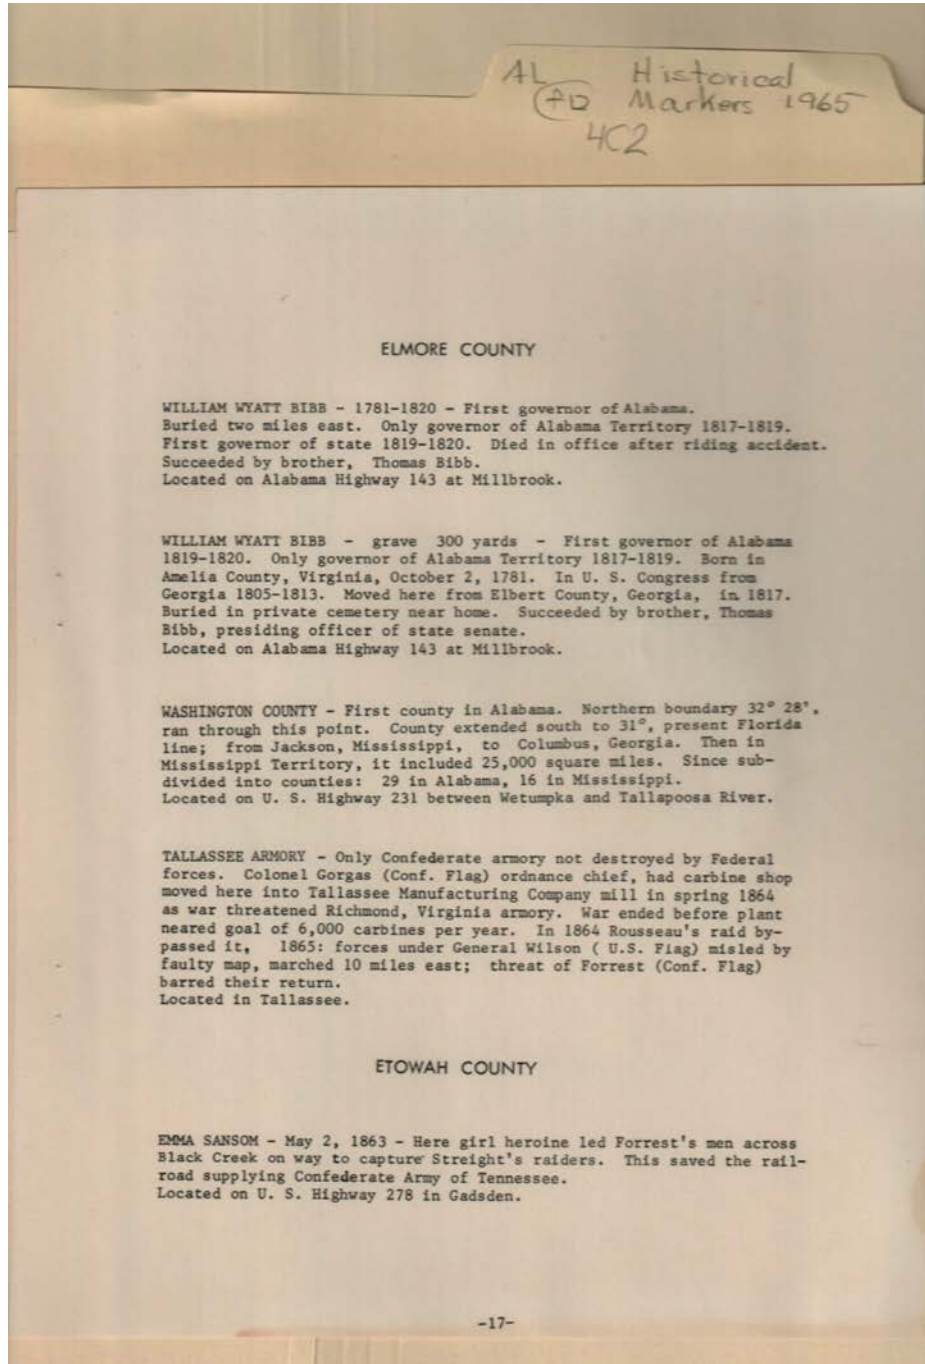 AL Historical
(FD Markers 1965
4C2
ELMORE COUNTY
WILLIAM WYATT BIBB - 1781-1820 - First governor of Alabama.
Buried two miles east. Only governor of Alabama Territory 1817-1819.
First governor of state 1819-1820. Died in office after riding accident.
Succeeded by brother, Thomas Bibb.
Located on Alabama Highway 143 at Millbrook.
WILLIAM WYATT BIBB - grave 300 yards - First governor of Alabama
1819-1820. Only governor of Alabama Territory 1817-1819. Born in
Amelia County, Virginia, October 2, 1781. In U. S. Congress from
Georgia 1805-1813. Moved here from Elbert County, Georgia, in 1817.
Buried in private cemetery near home. Succeeded by brother, Thomas
Bibb, presiding officer of state senate.
Located on Alabama Highway 143 at Millbrook.
WASHINGTON COUNTY - First county in Alabama. Northern boundary 32° 28',
ran through this point. County extended south to 31°, present Florida
line; from Jackson, Mississippi, to Columbus, Georgia. Then in
Mississippi Territory, it included 25,000 square miles. Since sub-
divided into counties: 29 in Alabama, 16 in Mississippi.
Located on U. S. Highway 231 between Wetumpka and Tallapoosa River.
TALLASSEE ARMORY - Only Confederate armory not destroyed by Federal
forces. Colonel Gorgas (Conf. Flag) ordnance chief, had carbine shop
moved here into Tallassee Manufacturing Company mill in spring 1864
as war threatened Richmond, Virginia armory. War ended before plant
neared goal of 6,000 carbines per year. In 1864 Rousseau's raid by-
passed it, 1865: forces under General Wilson ( U.S. Flag) misled by
faulty map, marched 10 miles east; threat of Forrest (Conf. Flag)
barred their return.
Located in Tallassee.
ETOWAH COUNTY
EMMA SANSOM - May 2, 1863 - Here girl heroine led Forrest's men across
Black Creek on way to capture Streight's raiders. This saved the rail-
road supplying Confederate Army of Tennessee.
Located on U. S. Highway 278 in Gadsden.
-17-